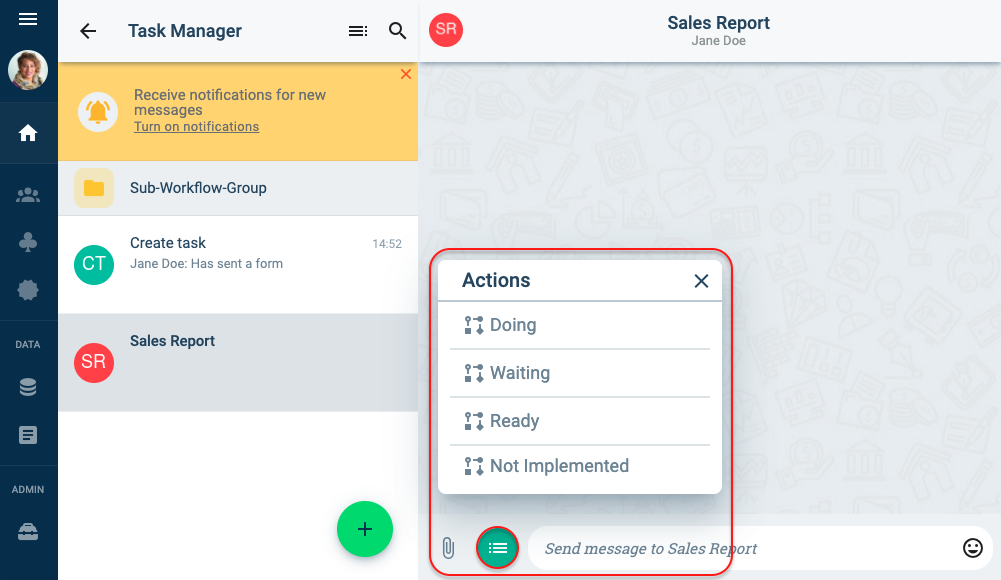 Task Manager
Receive notifications for new
messages
Turn on notifications
Sub-Workflow-Group
CT
Create task
14:52
Jane Doe: Has sent a form
SR
Sales Report
DATA
ADMIN
SR
Sales Report
Jane Doe
Actions
Doing
Waiting
Ready
Not Implemented
Send message to Sales Report